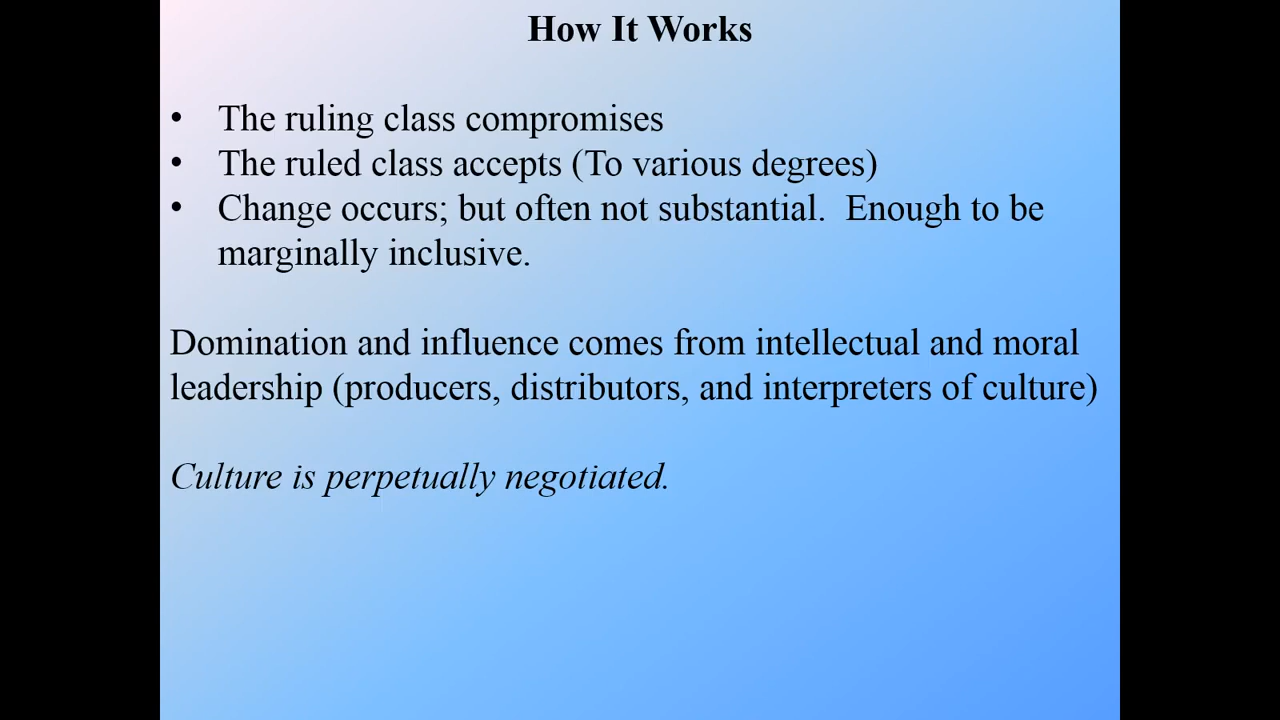 How It Works
• The ruling class compromises
• The ruled class accepts (To various degrees)
• Change occurs; but often not substantial.  Enough to be
marginally inclusive.
Domination and influence comes from intellectual and moral
leadership (producers, distributors, and interpreters of culture)
Culture is perpetually negotiated.